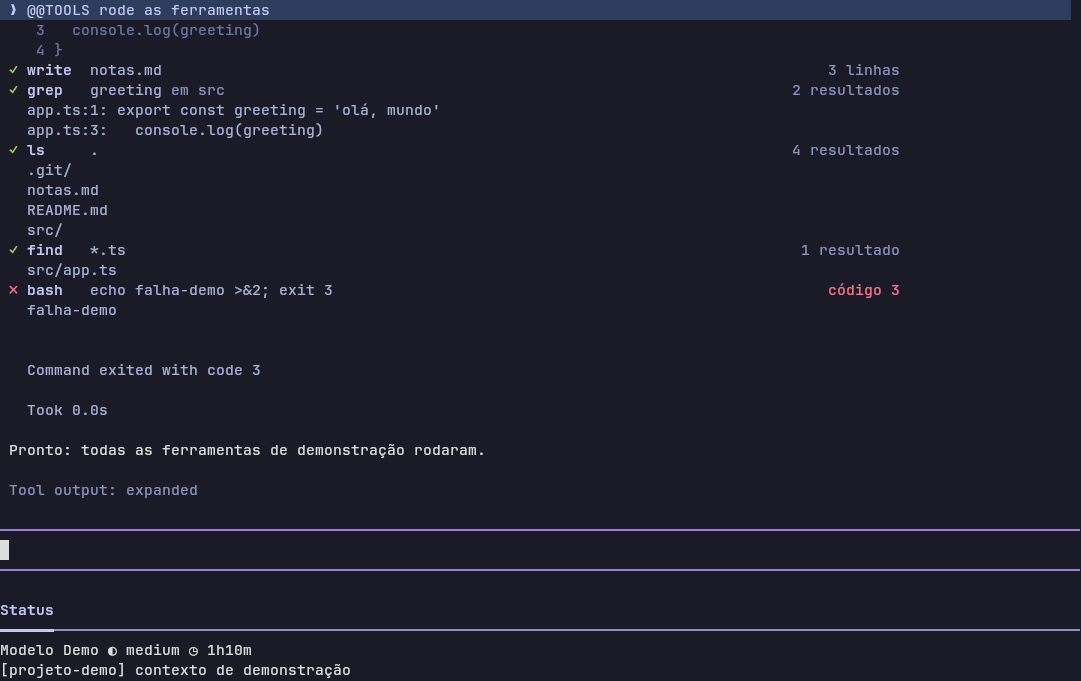 ❯ @@TOOLS rode as ferramentas
3   console.log(greeting)
4 }
✓ write  notas.md  3 linhas
✓ grep   greeting em src  2 resultados
app.ts:1: export const greeting = 'olá, mundo'
app.ts:3:   console.log(greeting)
✓ ls     .  4 resultados
.git/
notas.md
README.md
src/
✓ find   *.ts  1 resultado
src/app.ts
✕ bash   echo falha-demo >&2; exit 3  código 3
falha-demo
Command exited with code 3
Took 0.0s
Pronto: todas as ferramentas de demonstração rodaram.
Tool output: expanded
Status
Modelo Demo ◐ medium ◷ 1h10m
[projeto-demo] contexto de demonstração